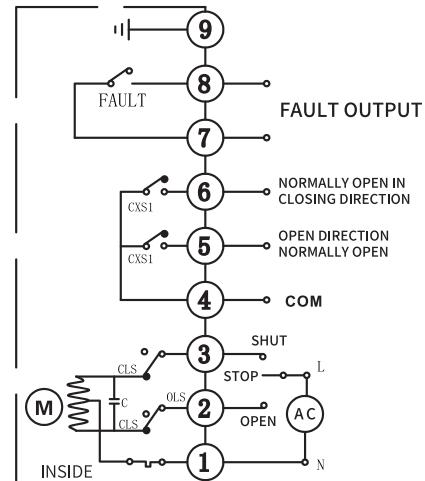 9
8
FAULT
FAULT OUTPUT
7
6
NORMALLY OPEN IN
CLOSING DIRECTION
CXS1
5
OPEN DIRECTION
NORMALLY OPEN
CXS1
4
COM
3
SHUT
CLS
STOP
L
OLS
M
C
2
AC
CLS
OPEN
1
N
INSIDE